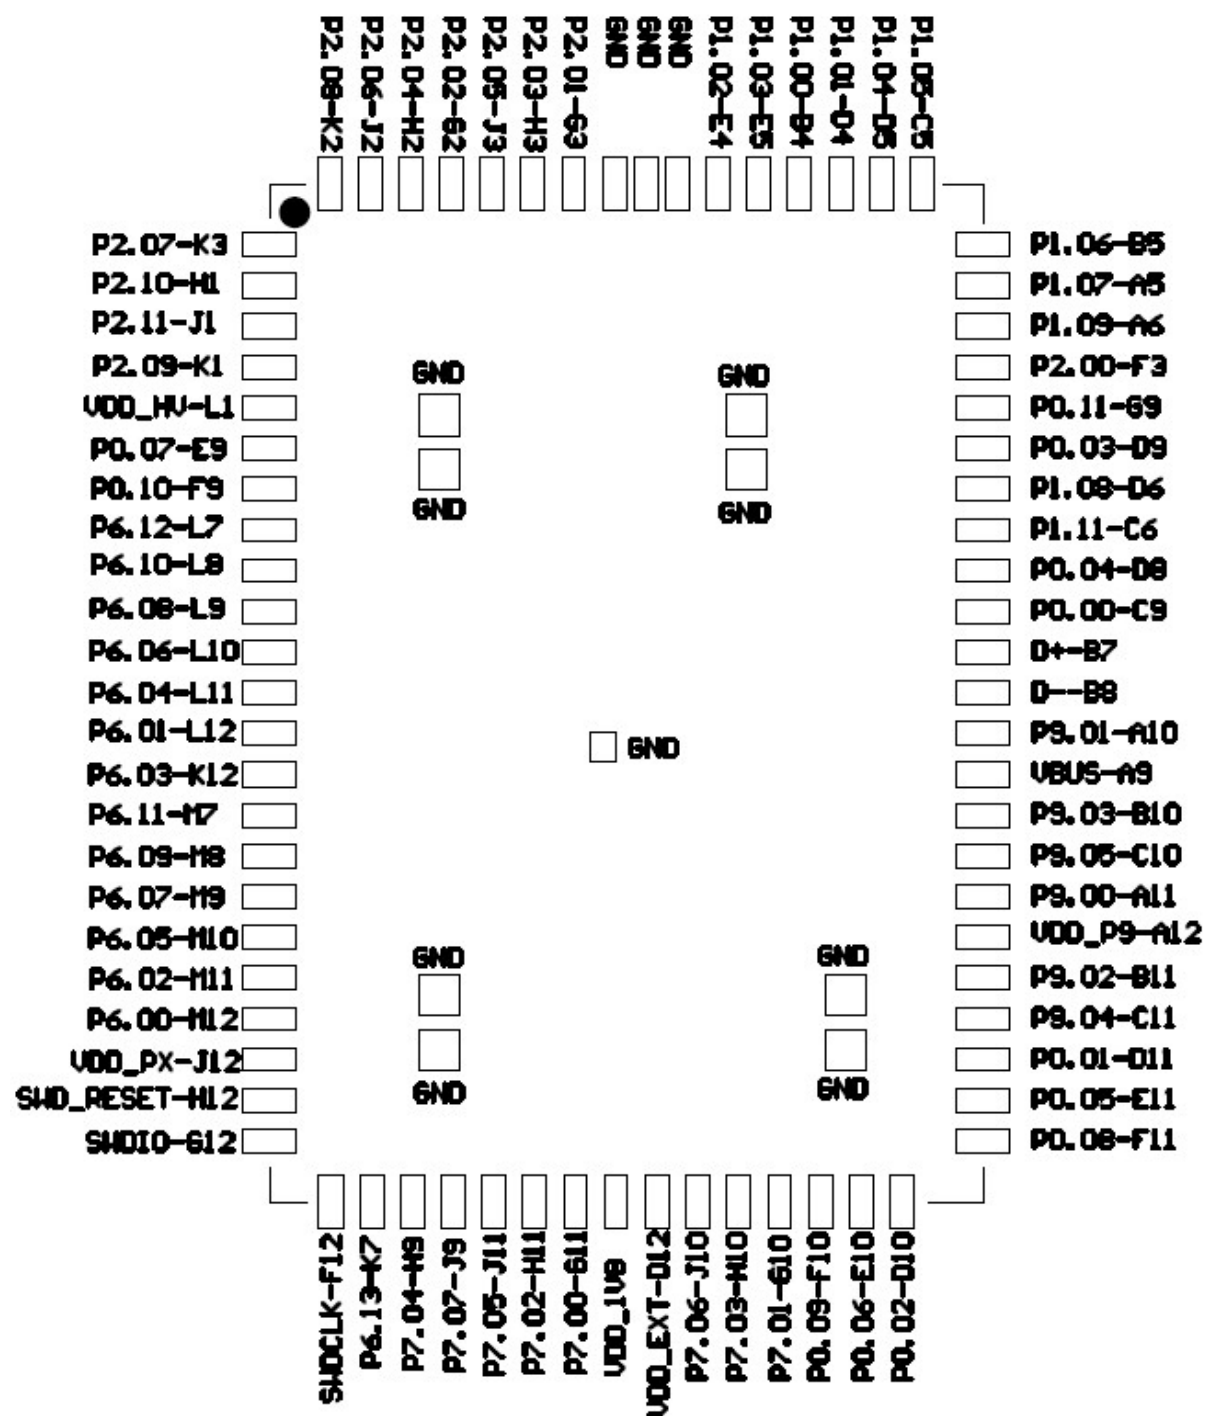 P2.08-K2
P2.06-J2
P2.04-H2
P2.02-G2
P2.05-J3
P2.03-H3
P2.01-G3
GND
GND
GND
P1.02-E4
P1.03-E5
P1.00-B4
P1.01-D4
P1.04-D5
P1.05-C5
P2.07-K3
P2.10-H1
P2.11-J1
P2.09-K1
VDD_HV-L1
P0.07-E9
P0.10-F9
P6.12-L7
P6.10-L8
P6.08-L9
P6.06-L10
P6.04-L11
P6.01-L12
P6.03-K12
P6.11-M7
P6.09-M8
P6.07-M9
P6.05-M10
P6.02-M11
P6.00-M12
VDD_PX-J12
SWD_RESET-H12
SWDIO-G12
GND
GND
GND
GND
GND
GND
GND
GND
GND
P1.06-B5
P1.07-A5
P1.09-A6
P2.00-F3
P0.11-G9
P0.03-D9
P1.08-D6
P1.11-C6
P0.04-D8
P0.00-C9
D+-B7
D--B8
P9.01-A10
VBUS-A9
P9.03-B10
P9.05-C10
P9.00-A11
VDD_P9-A12
P9.02-B11
P9.04-C11
P0.01-D11
P0.05-E11
P0.08-F11
SWDCLK-F12
P6.13-K7
P7.04-H9
P7.07-J9
P7.05-J11
P7.02-H11
P7.00-G11
VDD_1V8
VDD_EXT-D12
P7.06-J10
P7.03-H10
P7.01-G10
P0.09-F10
P0.06-E10
P0.02-D10